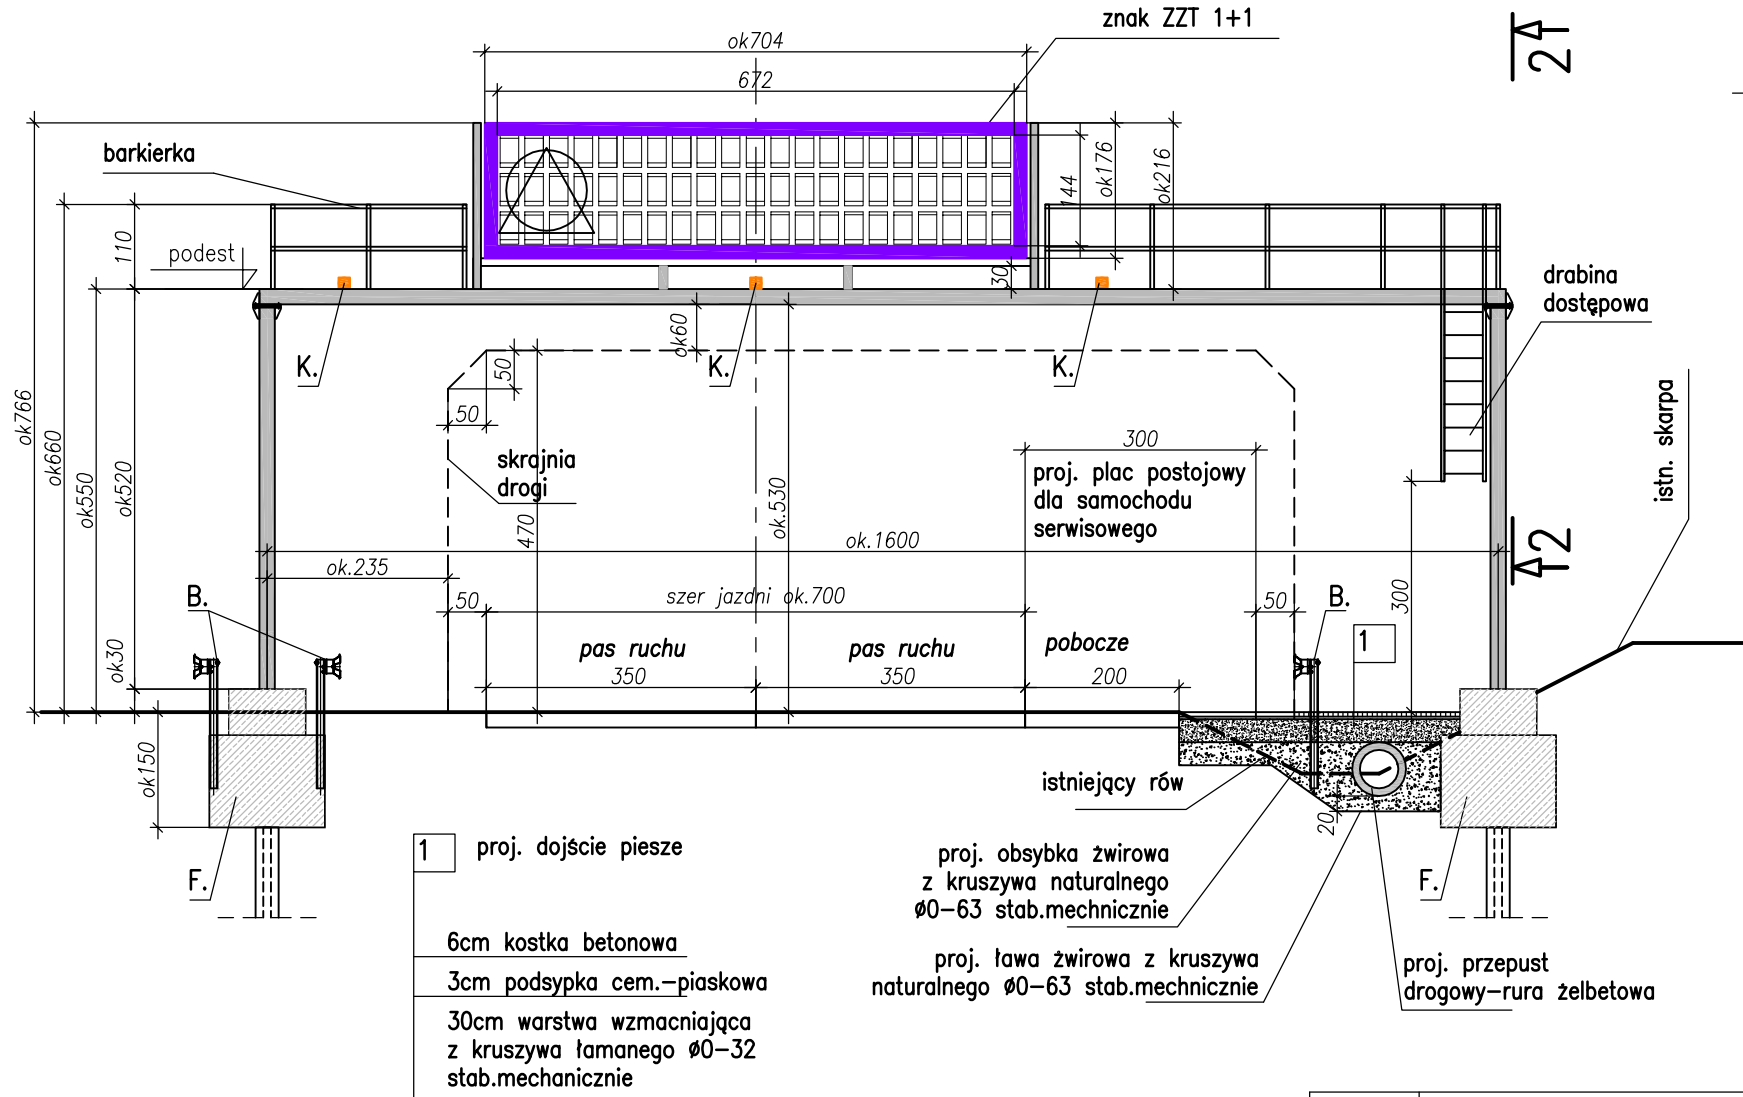 znak ZZT 1+1
2
ok704
672
barkierka
podest
110
144
ok176
ok216
30
drabina
dostępowa
K.
K.
K.
ok60
50
50
ok766
ok660
ok550
ok520
ok30
ok150
skrajnia
drogi
470
ok.530
300
proj. plac postojowy
dla samochodu
serwisowego
istn. skarpa
ok.1600
2
ok.235
B.
50
szer jazdni ok.700
50
B.
300
1
pas ruchu
pas ruchu
pobocze
350
350
200
istniejący rów
20
F.
F.
1
proj. dojście piesze
proj. obsybka żwirowa
z kruszywa naturalnego
ø0-63 stab.mechnicznie
6cm kostka betonowa
3cm podsypka cem.-piaskowa
30cm warstwa wzmacniająca
z kruszywa łamanego ø0-32
stab.mechanicznie
proj. ława żwirowa z kruszywa
naturalnego ø0-63 stab.mechnicznie
proj. przepust
drogowy-rura żelbetowa